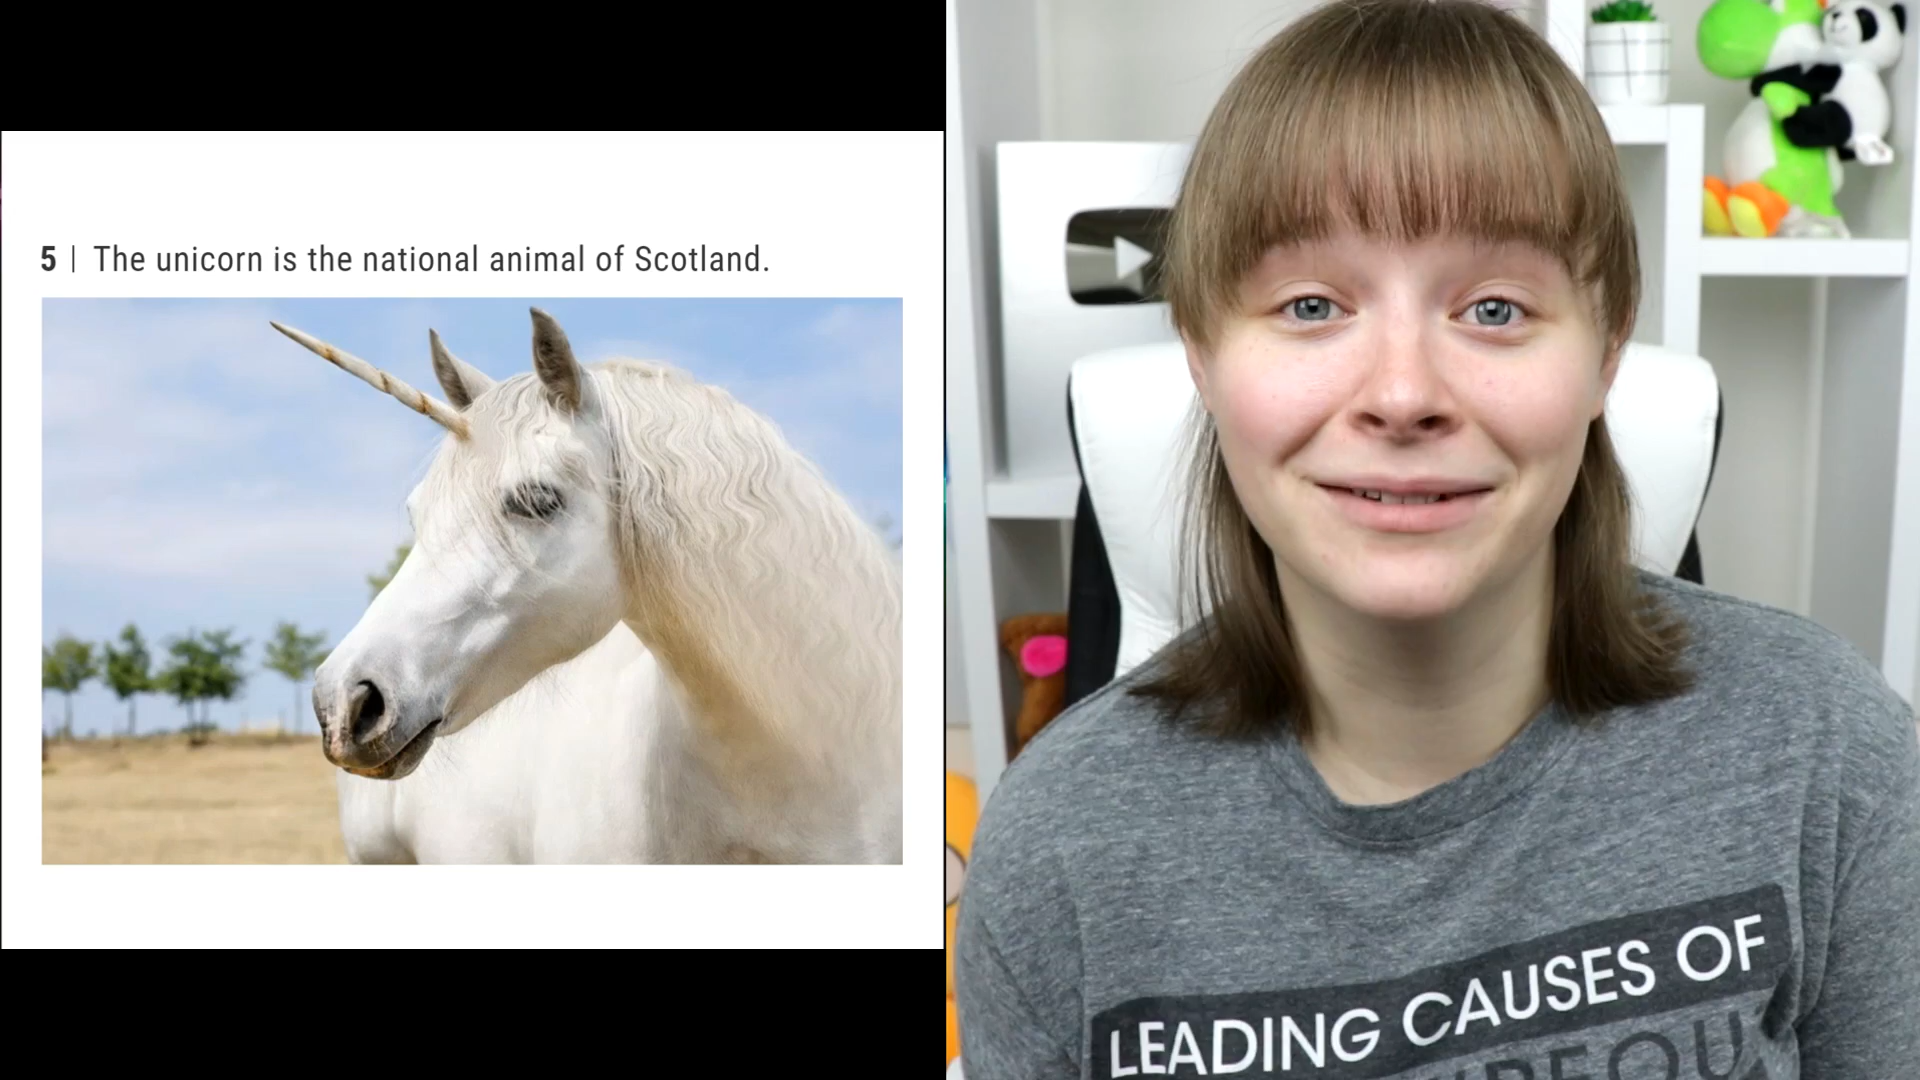 5 | The unicorn is the national animal of Scotland.
LEADING CAUSES OF